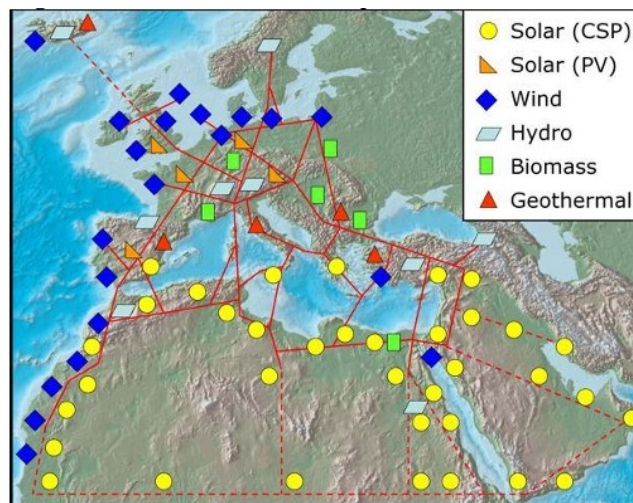 Solar (CSP)
Solar (PV)
Wind
Hydro
Biomass
Geothermal